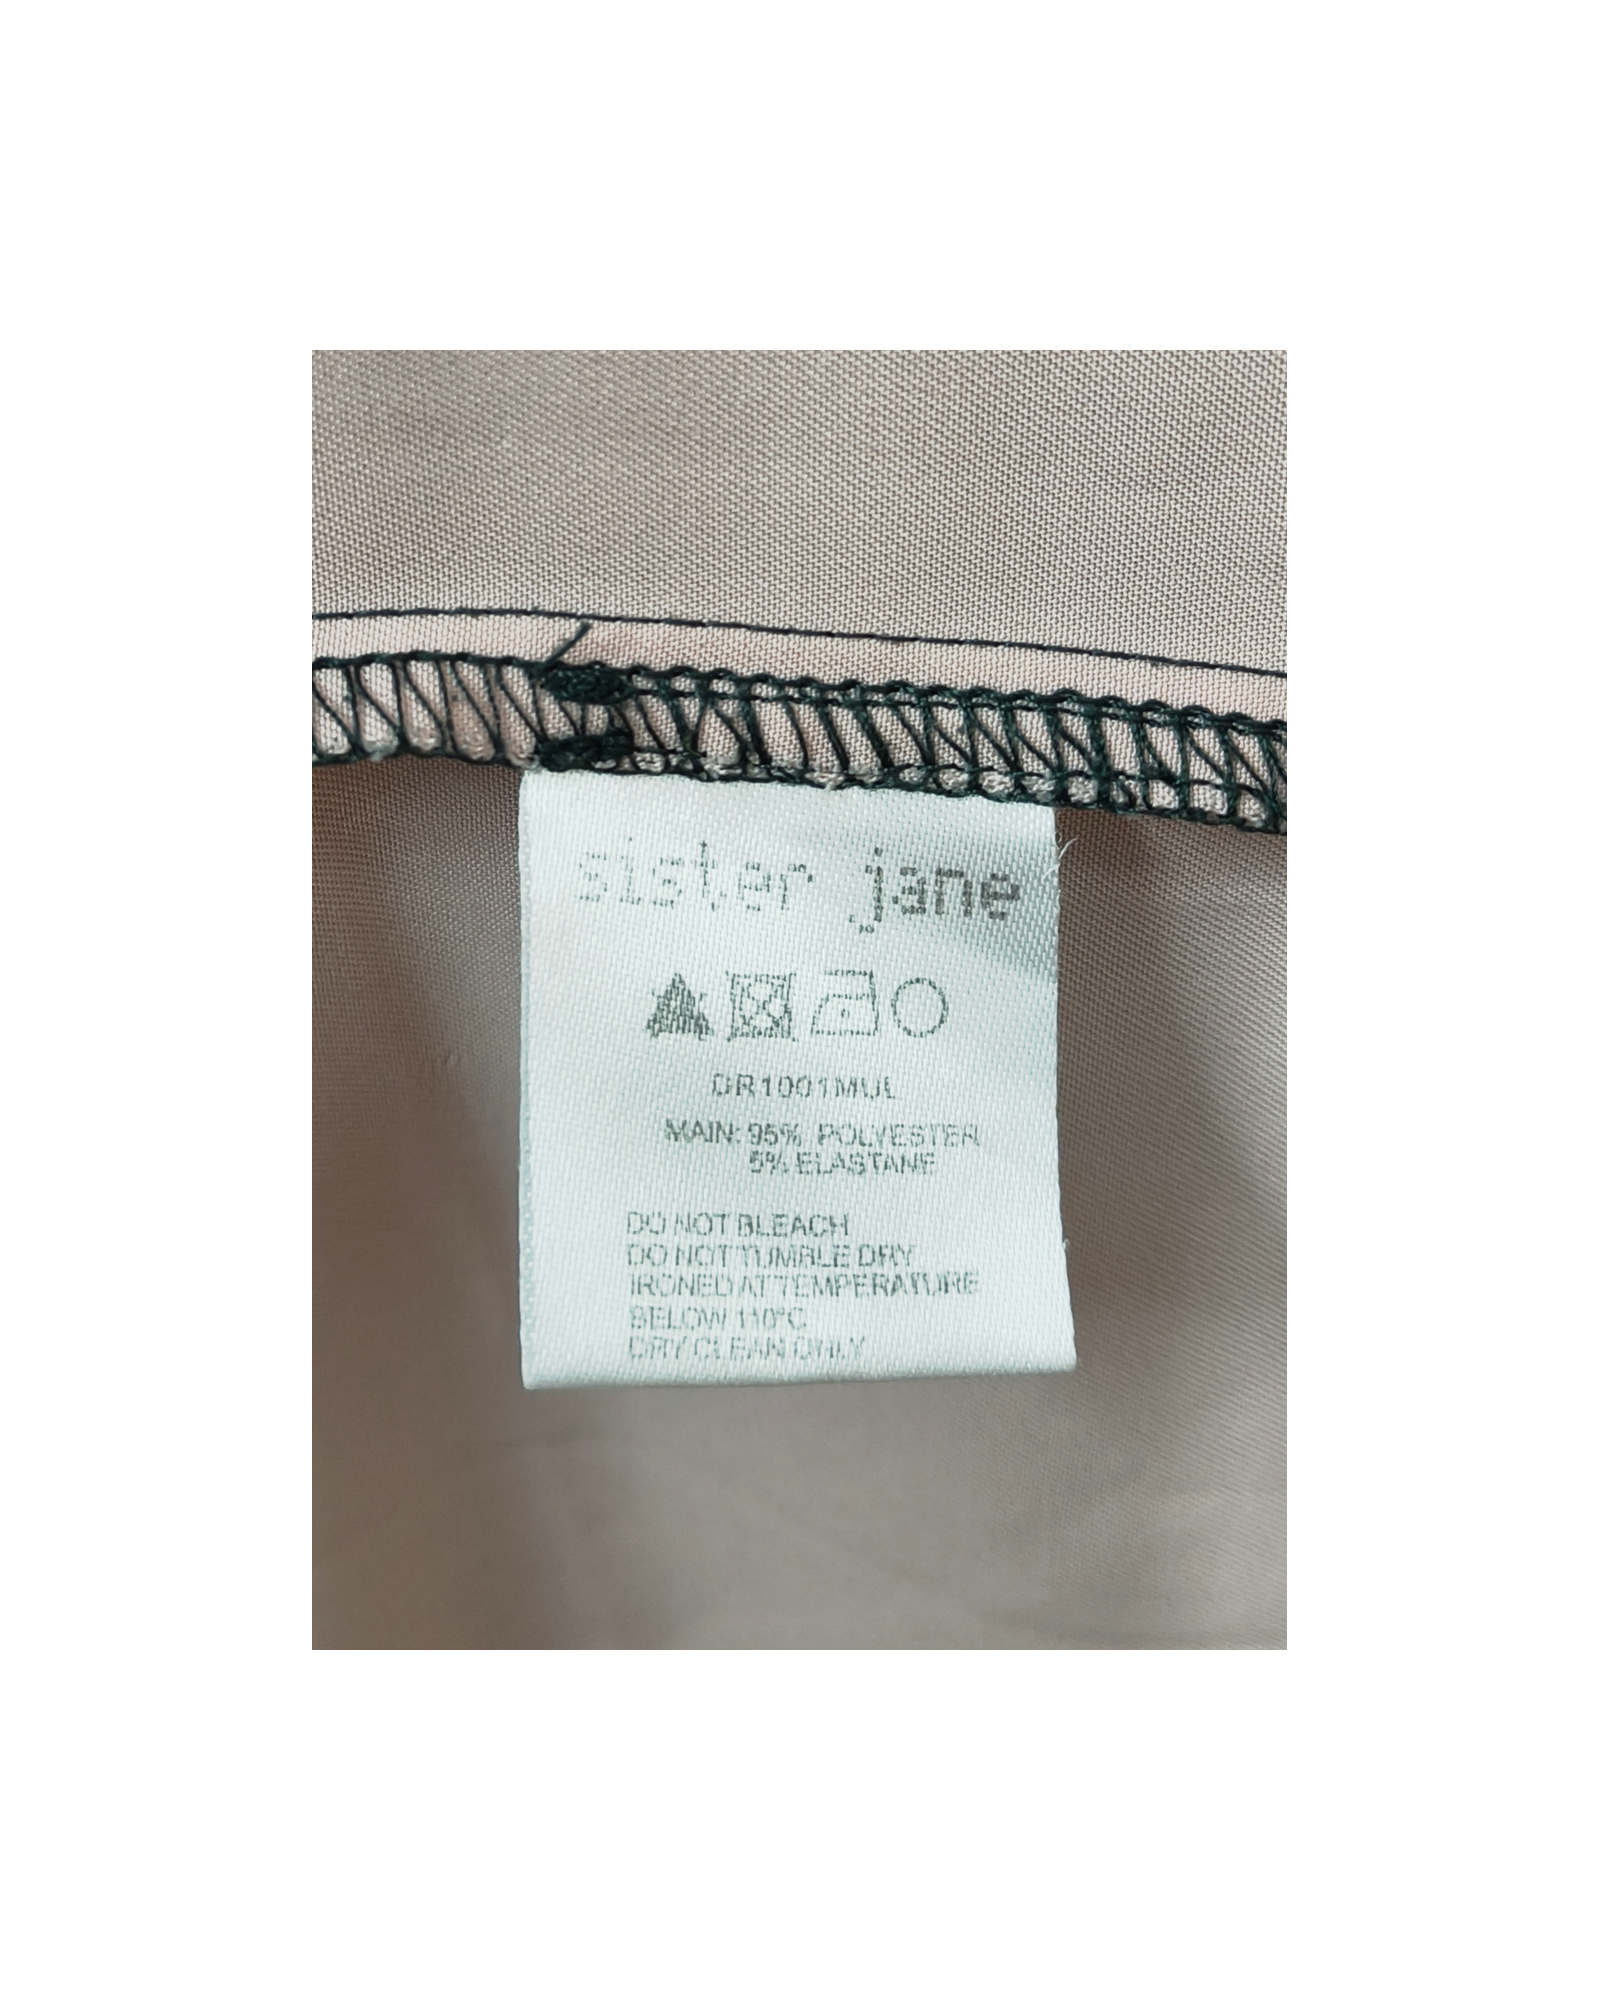 sister jane
DR1001MUL
MAIN: 95% POLYESTER
5% ELASTANE
DO NOT BLEACH
DO NOT TUMBLE DRY
IRONED AT TEMPERATURE
BELOW 110°C
DRY CLEAN ONLY